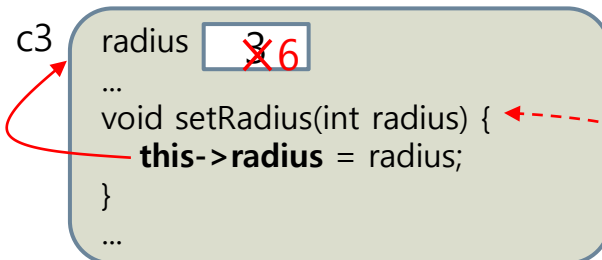 c3
radius 3 6
...
void setRadius(int radius) {
this->radius = radius;
}
...